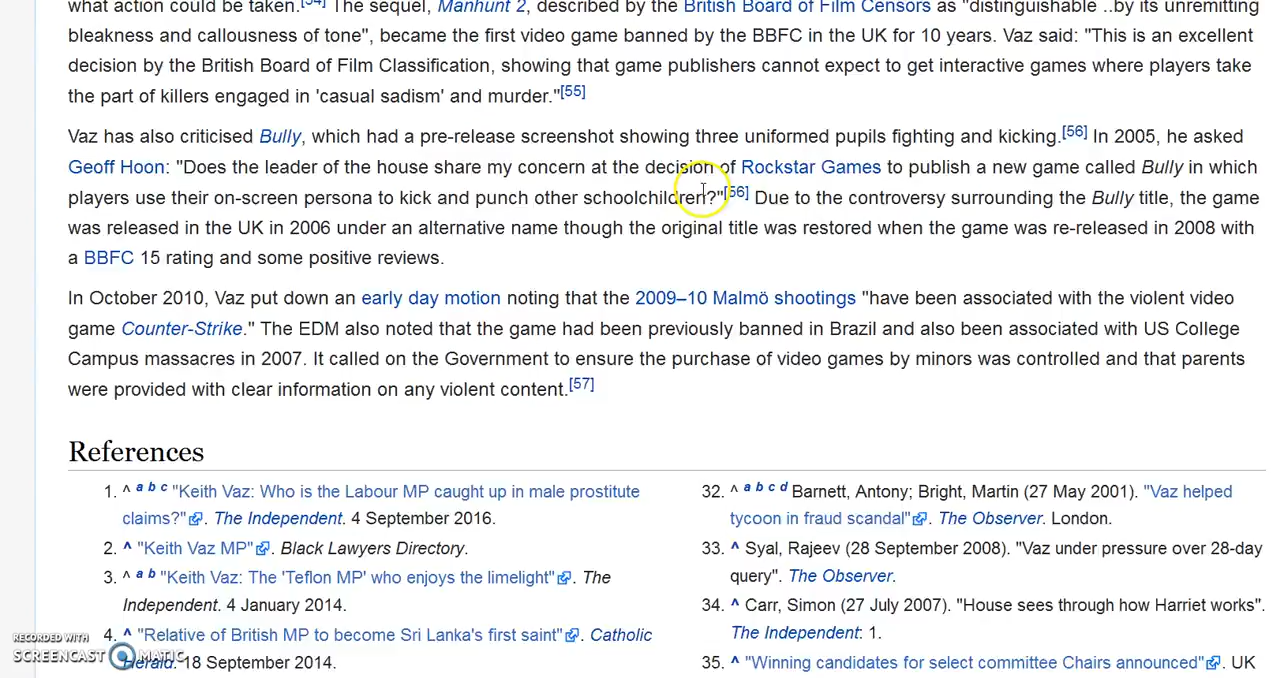 what action could be taken.[54] The sequel, Manhunt 2, described by the British Board of Film Censors as "distinguishable ..by its unremitting
bleakness and callousness of tone", became the first video game banned by the BBFC in the UK for 10 years. Vaz said: "This is an excellent
decision by the British Board of Film Classification, showing that game publishers cannot expect to get interactive games where players take
the part of killers engaged in 'casual sadism' and murder."[55]
Vaz has also criticised Bully, which had a pre-release screenshot showing three uniformed pupils fighting and kicking.[56] In 2005, he asked
Geoff Hoon: "Does the leader of the house share my concern at the decision of Rockstar Games to publish a new game called Bully in which
players use their on-screen persona to kick and punch other schoolchildren?"[56] Due to the controversy surrounding the Bully title, the game
was released in the UK in 2006 under an alternative name though the original title was restored when the game was re-released in 2008 with
a BBFC 15 rating and some positive reviews.
In October 2010, Vaz put down an early day motion noting that the 2009–10 Malmö shootings "have been associated with the violent video
game Counter-Strike." The EDM also noted that the game had been previously banned in Brazil and also been associated with US College
Campus massacres in 2007. It called on the Government to ensure the purchase of video games by minors was controlled and that parents
were provided with clear information on any violent content.[57]
References
1. ^ a b c "Keith Vaz: Who is the Labour MP caught up in male prostitute
claims?". The Independent. 4 September 2016.
2. ^ "Keith Vaz MP". Black Lawyers Directory.
3. ^ a b "Keith Vaz: The 'Teflon MP' who enjoys the limelight". The
Independent. 4 January 2014.
4. ^ "Relative of British MP to become Sri Lanka's first saint". Catholic
Herald. 18 September 2014.
32. ^ a b c d Barnett, Antony; Bright, Martin (27 May 2001). "Vaz helped
tycoon in fraud scandal". The Observer. London.
33. ^ Syal, Rajeev (28 September 2008). "Vaz under pressure over 28-day
query". The Observer.
34. ^ Carr, Simon (27 July 2007). "House sees through how Harriet works".
The Independent: 1.
35. ^ "Winning candidates for select committee Chairs announced". UK
RECORDED WITH
SCREENCAST MATIC